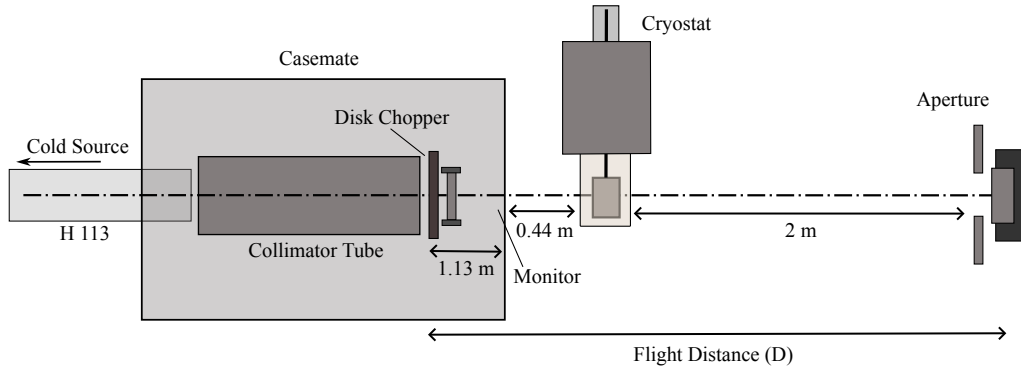 Cryostat
Casemate
Aperture
Disk Chopper
Cold Source
H 113
Collimator Tube
0.44 m
2 m
1.13 m
Monitor
Flight Distance (D)